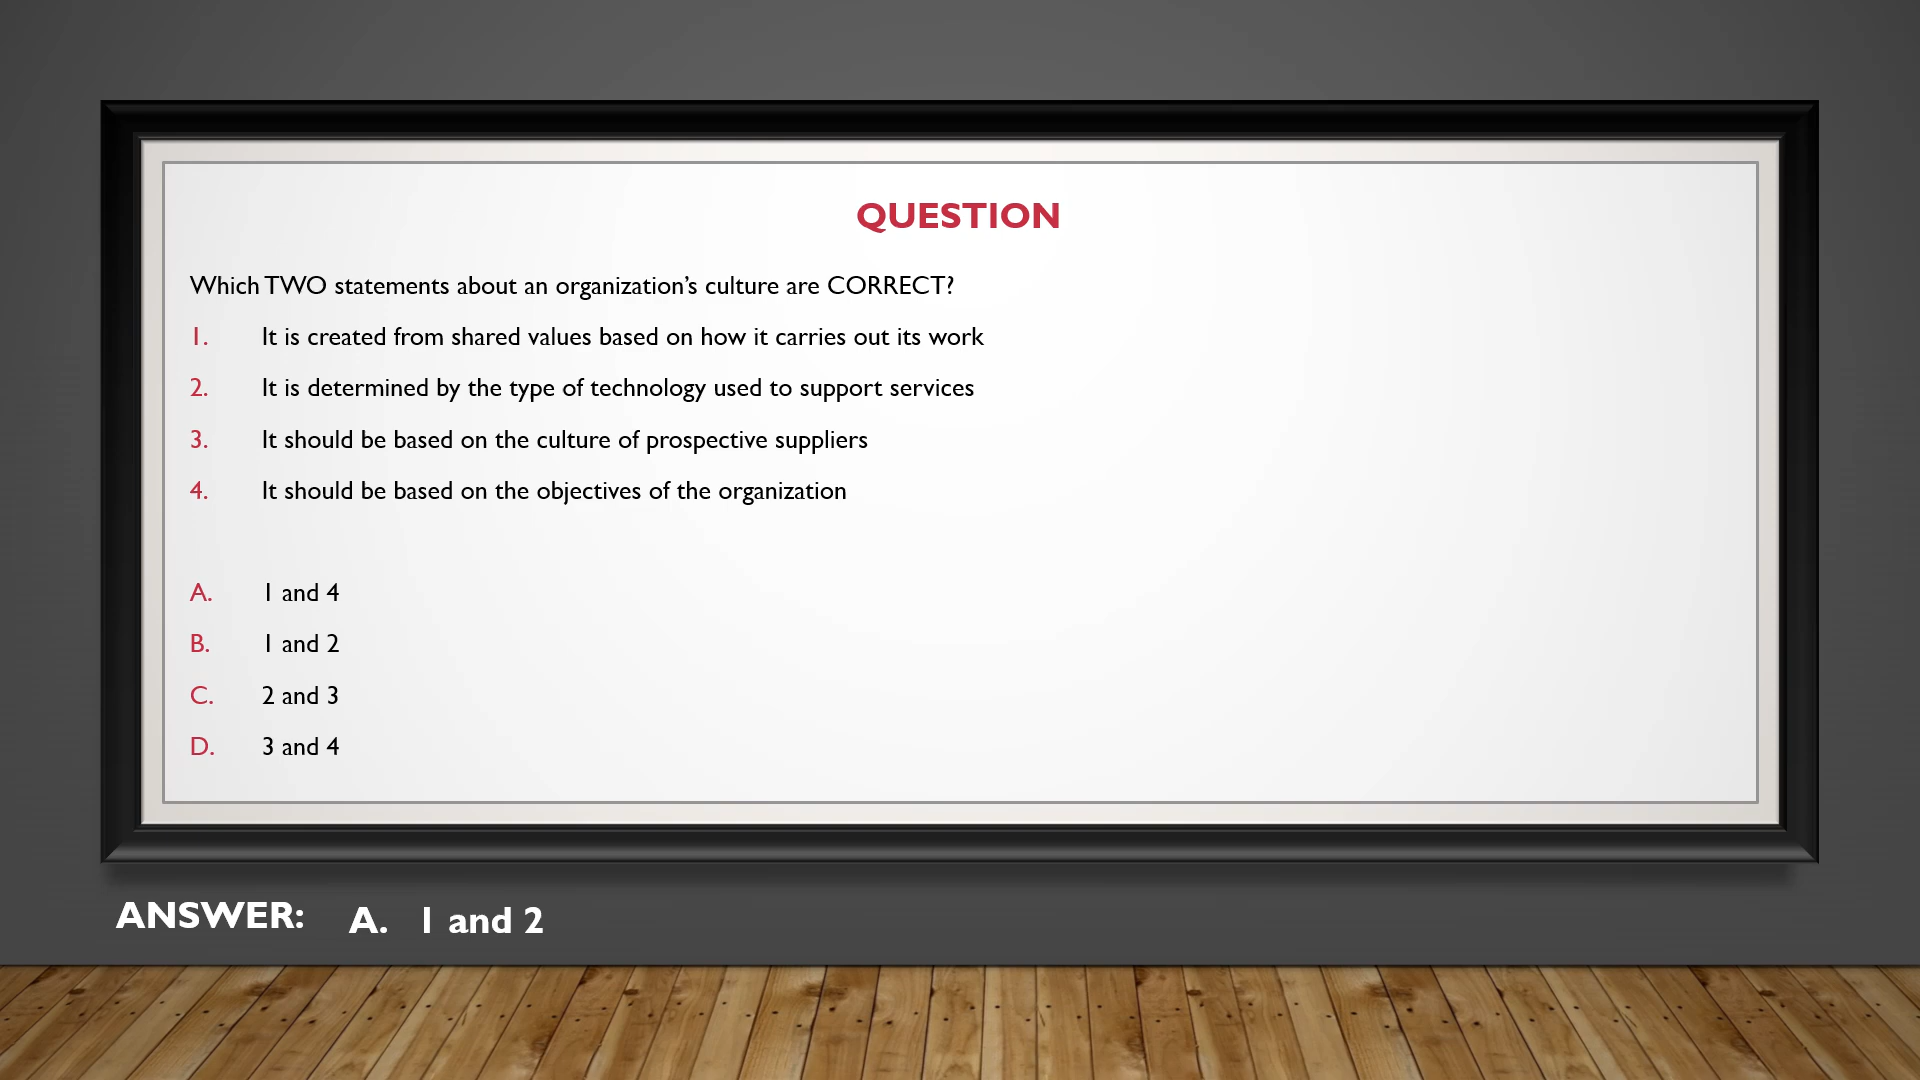 QUESTION
Which TWO statements about an organization’s culture are CORRECT?
1. It is created from shared values based on how it carries out its work
2. It is determined by the type of technology used to support services
3. It should be based on the culture of prospective suppliers
4. It should be based on the objectives of the organization
A. 1 and 4
B. 1 and 2
C. 2 and 3
D. 3 and 4
ANSWER: A. 1 and 2